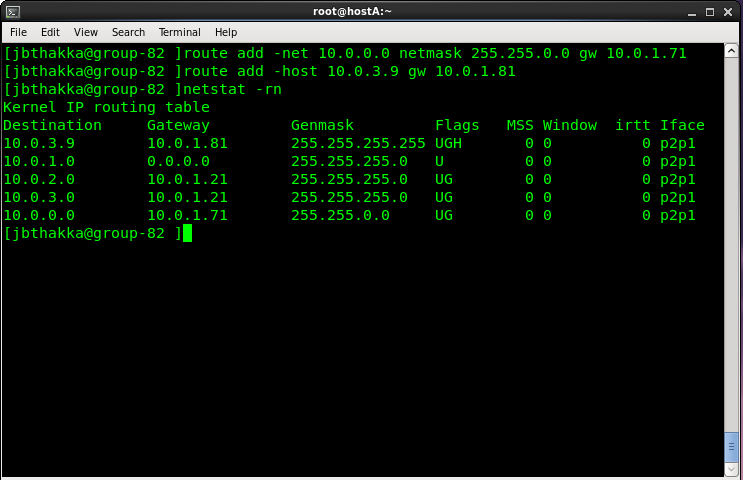 root@hostA:~
File Edit View Search Terminal Help
[jbthakka@group-82 ]route add -net 10.0.0.0 netmask 255.255.0.0 gw 10.0.1.71
[jbthakka@group-82 ]route add -host 10.0.3.9 gw 10.0.1.81
[jbthakka@group-82 ]netstat -rn
Kernel IP routing table
Destination     Gateway         Genmask         Flags   MSS Window  irtt Iface
10.0.3.9        10.0.1.81       255.255.255.255 UGH       0 0          0 p2p1
10.0.1.0        0.0.0.0         255.255.255.0   U         0 0          0 p2p1
10.0.2.0        10.0.1.21       255.255.255.0   UG        0 0          0 p2p1
10.0.3.0        10.0.1.21       255.255.255.0   UG        0 0          0 p2p1
10.0.0.0        10.0.1.71       255.255.0.0     UG        0 0          0 p2p1
[jbthakka@group-82 ]